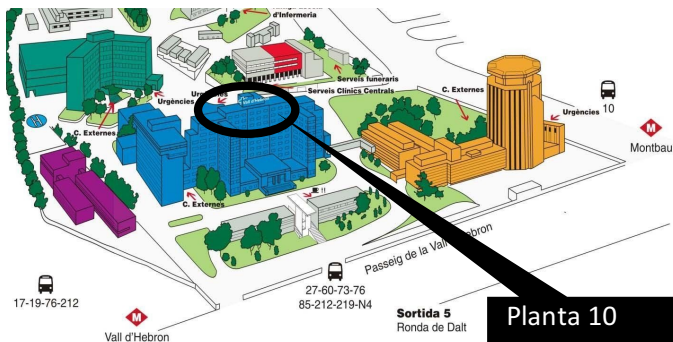 d'Infermeria
Serveis funeraris
Serveis Clínics Centrals
Urgències
Urgències
C. Externes
C. Externes
C. Externes
Urgències
10
M
Montbau
!!
Passeig de la Vall d'Hebron
17-19-76-212
27-60-73-76
85-212-219-N4
M
Vall d'Hebron
Sortida 5
Ronda de Dalt
Planta 10